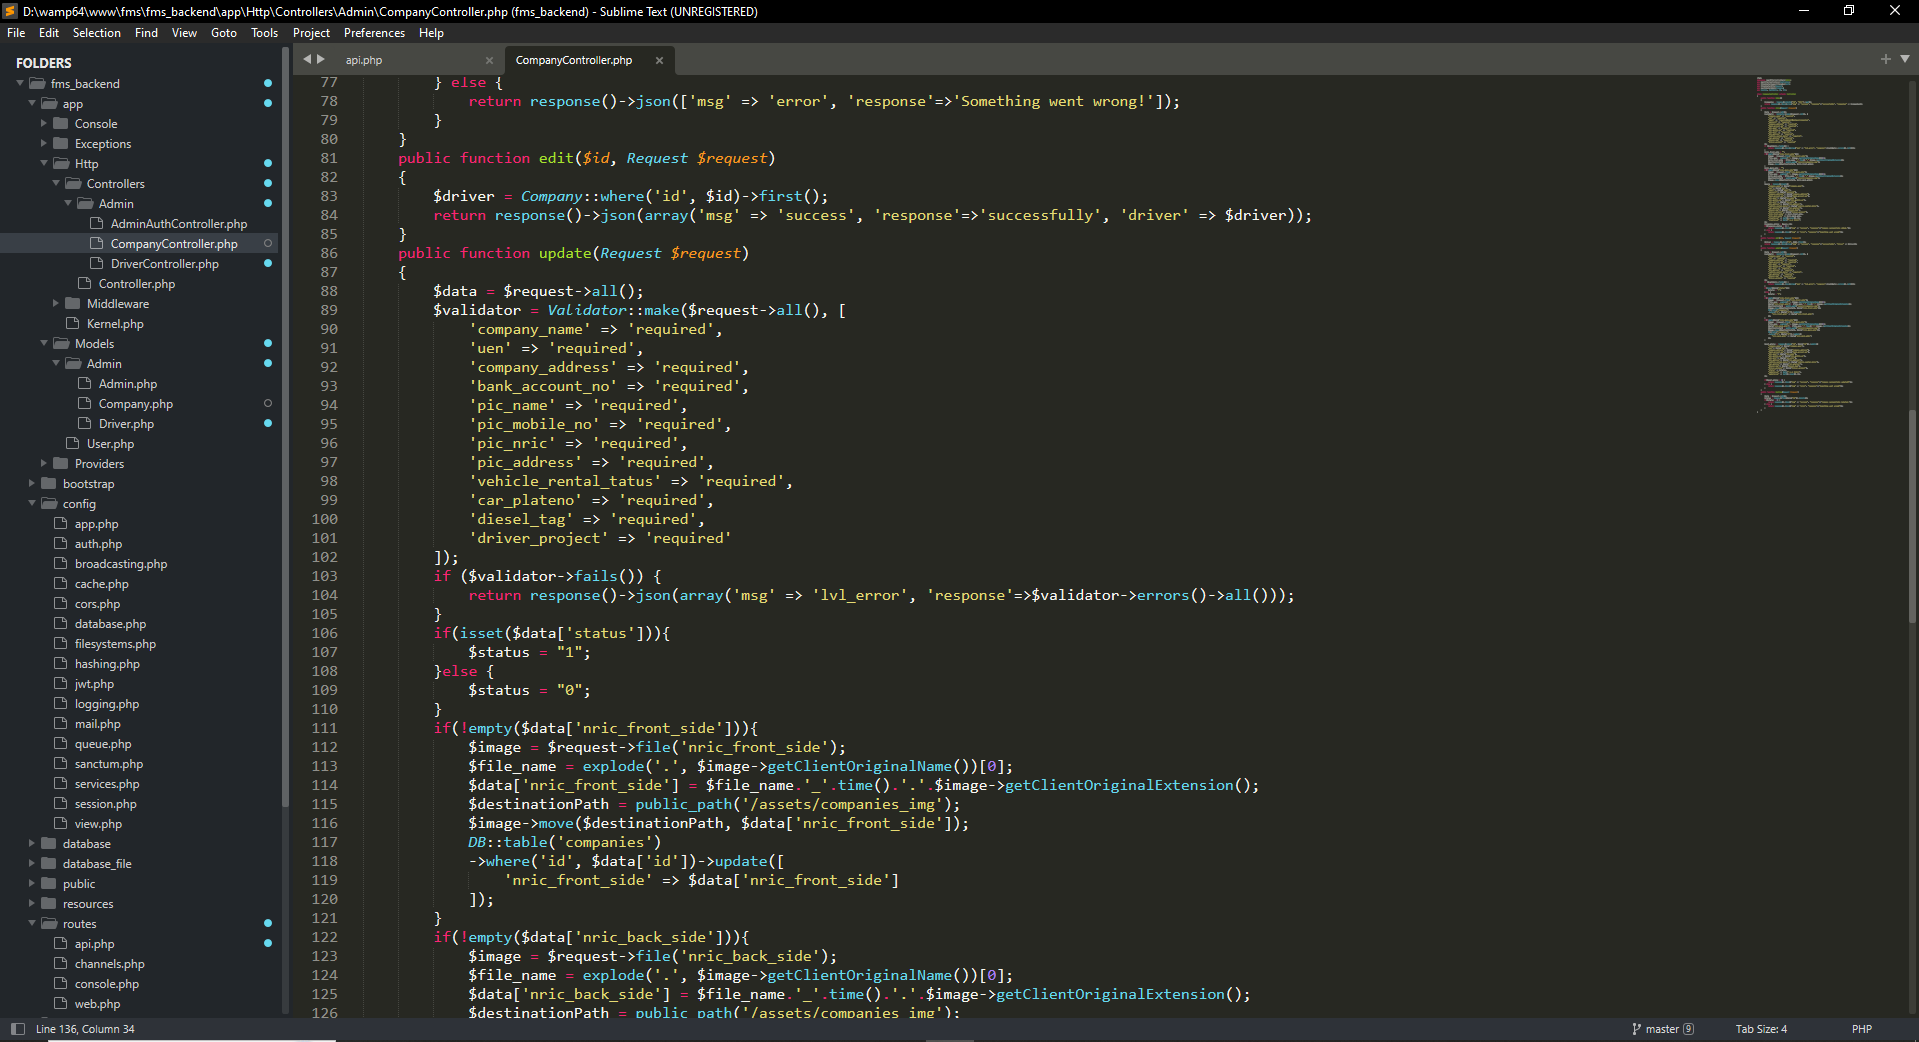 D:\wamp64\www\fms\fms_backend\app\Http\Controllers\Admin\CompanyController.php (fms_backend) - Sublime Text (UNREGISTERED)
File Edit Selection Find View Goto Tools Project Preferences Help
FOLDERS
fms_backend
app
Console
Exceptions
Http
Controllers
Admin
AdminAuthController.php
CompanyController.php
DriverController.php
Controller.php
Middleware
Kernel.php
Models
Admin
Admin.php
Company.php
Driver.php
User.php
Providers
bootstrap
config
app.php
auth.php
broadcasting.php
cache.php
cors.php
database.php
filesystems.php
hashing.php
jwt.php
logging.php
mail.php
queue.php
sanctum.php
services.php
session.php
view.php
database
database_file
public
resources
routes
api.php
channels.php
console.php
web.php
api.php
CompanyController.php
77 } else {
78 return response()->json(['msg' => 'error', 'response'=>'Something went wrong!']);
79 }
80 }
81 public function edit($id, Request $request)
82 {
83 $driver = Company::where('id', $id)->first();
84 return response()->json(array('msg' => 'success', 'response'=>'successfully', 'driver' => $driver));
85 }
86 public function update(Request $request)
87 {
88 $data = $request->all();
89 $validator = Validator::make($request->all(), [
90 'company_name' => 'required',
91 'uen' => 'required',
92 'company_address' => 'required',
93 'bank_account_no' => 'required',
94 'pic_name' => 'required',
95 'pic_mobile_no' => 'required',
96 'pic_nric' => 'required',
97 'pic_address' => 'required',
98 'vehicle_rental_tatus' => 'required',
99 'car_plateno' => 'required',
100 'diesel_tag' => 'required',
101 'driver_project' => 'required'
102 ]);
103 if ($validator->fails()) {
104 return response()->json(array('msg' => 'lvl_error', 'response'=>$validator->errors()->all()));
105 }
106 if(isset($data['status'])){
107 $status = "1";
108 }else {
109 $status = "0";
110 }
111 if(!empty($data['nric_front_side'])){
112 $image = $request->file('nric_front_side');
113 $file_name = explode('.', $image->getClientOriginalName())[0];
114 $data['nric_front_side'] = $file_name.'_'.time().'.'.$image->getClientOriginalExtension();
115 $destinationPath = public_path('/assets/companies_img');
116 $image->move($destinationPath, $data['nric_front_side']);
117 DB::table('companies')
118 ->where('id', $data['id'])->update([
119 'nric_front_side' => $data['nric_front_side']
120 ]);
121 }
122 if(!empty($data['nric_back_side'])){
123 $image = $request->file('nric_back_side');
124 $file_name = explode('.', $image->getClientOriginalName())[0];
125 $data['nric_back_side'] = $file_name.'_'.time().'.'.$image->getClientOriginalExtension();
126 $destinationPath = public_path('/assets/companies_img');
Line 136, Column 34
master 9
Tab Size: 4
PHP